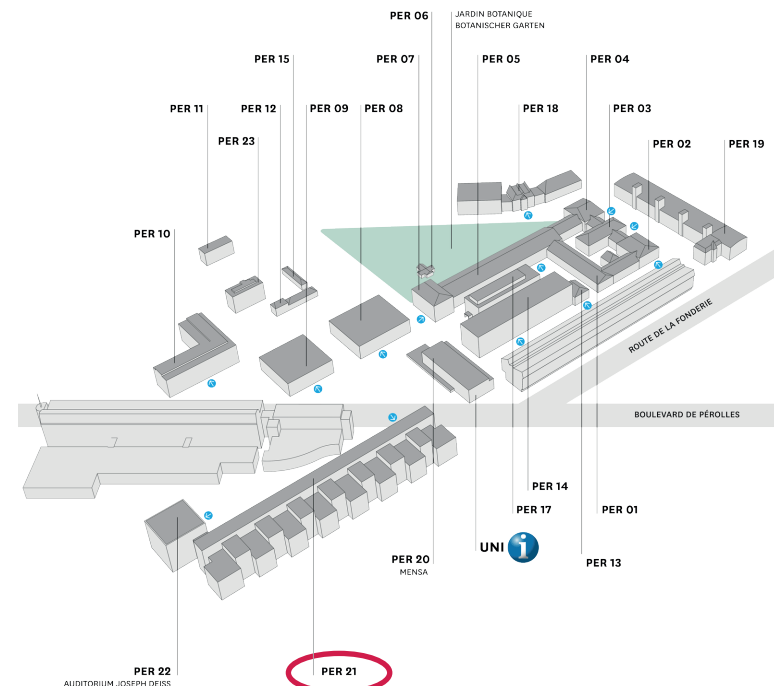 PER 06
JARDIN BOTANIQUE
BOTANISCHER GARTEN
PER 15
PER 07
PER 05
PER 04
PER 11
PER 12
PER 09
PER 08
PER 18
PER 03
PER 23
PER 02
PER 19
PER 10
ROUTE DE LA FONDERIE
BOULEVARD DE PÉROLLES
PER 14
PER 17
PER 01
UNI i
PER 20
MENSA
PER 13
PER 22
AUDITORIUM JOSEPH DEISS
PER 21